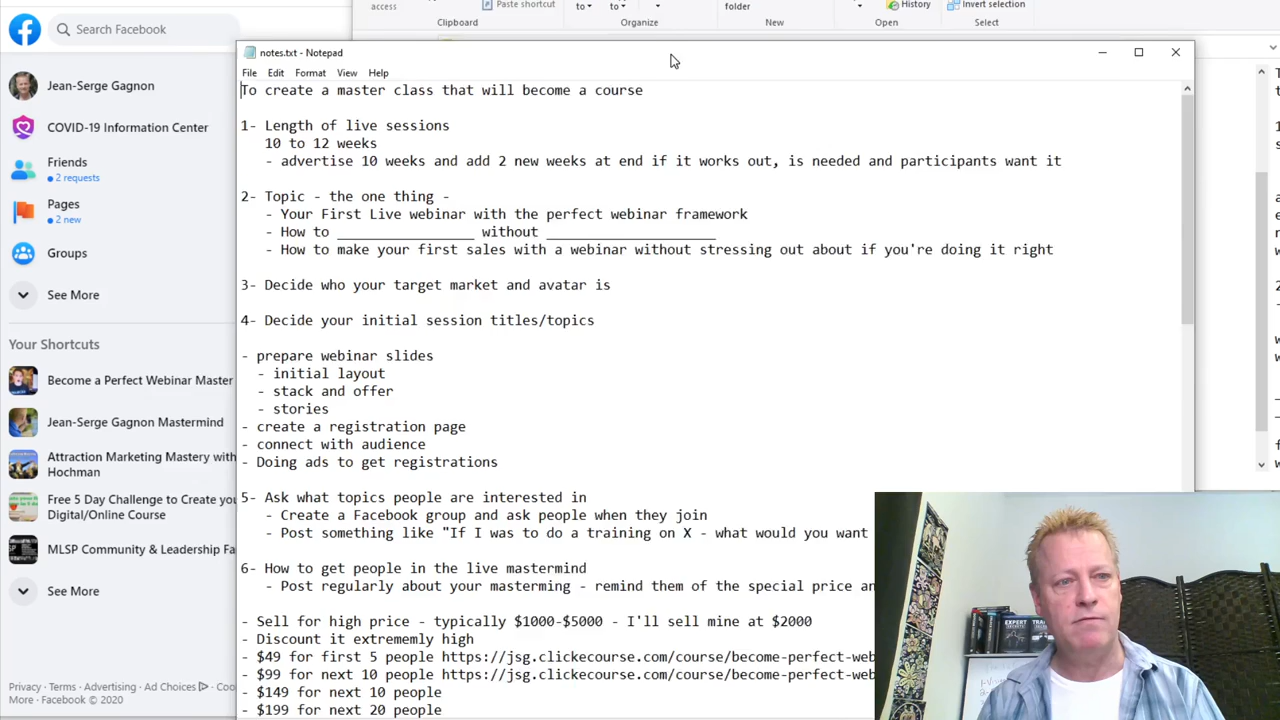 access
Paste shortcut
to
to
folder
History
Invert selection
Clipboard
Organize
New
Open
Select
Search Facebook
Jean-Serge Gagnon
COVID-19 Information Center
Friends
2 requests
Pages
2 new
Groups
See More
Your Shortcuts
Become a Perfect Webinar Master
Jean-Serge Gagnon Mastermind
Attraction Marketing Mastery with
Hochman
Free 5 Day Challenge to Create you
Digital/Online Course
MLSP Community & Leadership Fa
See More
Privacy · Terms · Advertising · Ad Choices · Coo
More · Facebook © 2020
notes.txt - Notepad
File Edit Format View Help
To create a master class that will become a course
1- Length of live sessions
10 to 12 weeks
- advertise 10 weeks and add 2 new weeks at end if it works out, is needed and participants want it
2- Topic - the one thing -
- Your First Live webinar with the perfect webinar framework
- How to _________________ without _____________________
- How to make your first sales with a webinar without stressing out about if you're doing it right
3- Decide who your target market and avatar is
4- Decide your initial session titles/topics
- prepare webinar slides
- initial layout
- stack and offer
- stories
- create a registration page
- connect with audience
- Doing ads to get registrations
5- Ask what topics people are interested in
- Create a Facebook group and ask people when they join
- Post something like "If I was to do a training on X - what would you want
6- How to get people in the live mastermind
- Post regularly about your masterming - remind them of the special price an
- Sell for high price - typically $1000-$5000 - I'll sell mine at $2000
- Discount it extrememly high
- $49 for first 5 people https://jsg.clickecourse.com/course/become-perfect-web
- $99 for next 10 people https://jsg.clickecourse.com/course/become-perfect-web
- $149 for next 10 people
- $199 for next 20 people
EXPERT